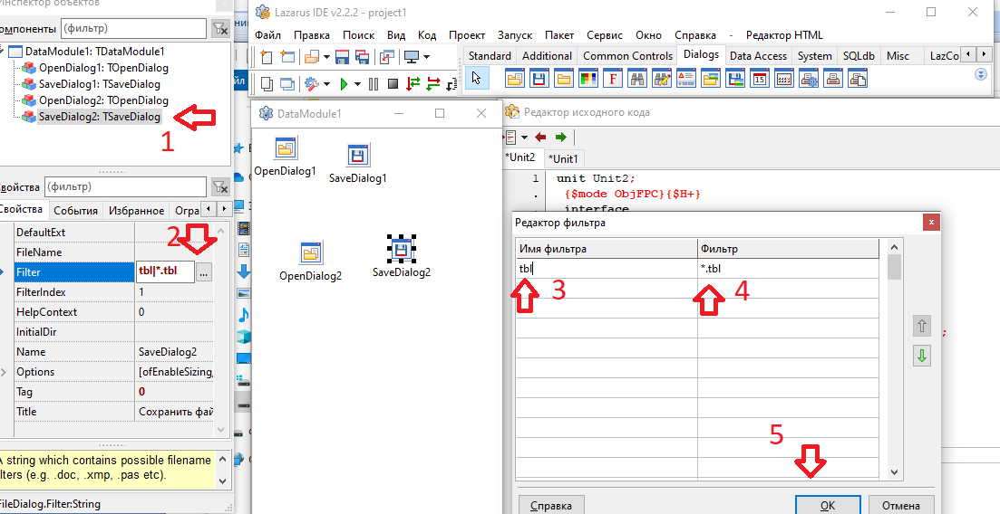 Инспектор объектов
Компоненты (фильтр)
DataModule1: TDataModule1
OpenDialog1: TOpenDialog
SaveDialog1: TSaveDialog
OpenDialog2: TOpenDialog
SaveDialog2: TSaveDialog
1
Свойства (фильтр)
Свойства События Избранное Огра
2
DefaultExt
FileName
Filter tbl|*.tbl ...
FilterIndex 1
HelpContext 0
InitialDir
Name SaveDialog2
Options [ofEnableSizing,
Tag 0
Title Сохранить фай
A string which contains possible filename
filters (e.g. .doc, .xmp, .pas etc).
FileDialog.Filter:String
Lazarus IDE v2.2.2 - project1
Файл Правка Поиск Вид Код Проект Запуск Пакет Сервис Окно Справка - Редактор HTML
Standard Additional Common Controls Dialogs Data Access System SQLdb Misc LazCo
DataModule1
OpenDialog1
SaveDialog1
OpenDialog2
SaveDialog2
Редактор исходного кода
*Unit2 *Unit1
1 unit Unit2;
. {$mode ObjFPC}{$H+}
. interface
;
Редактор фильтра
Имя фильтра Фильтр
tbl *.tbl
3 4
5
Справка OK Отмена